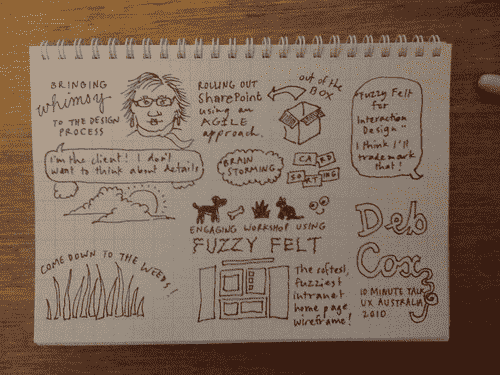 BRINGING
whimsy
TO THE DESIGN
PROCESS
ROLLING OUT
SharePoint
using an
AGILE
approach.
out of the
BOX
"Fuzzy Felt
for
Interaction
Design"
I think I'll
trademark
that!
I'm the client! I don't
want to think about details
BRAIN
STORMING
CARD
SORTING
ENGAGING WORKSHOP USING
FUZZY FELT
COME DOWN TO THE WEEDS!
The softest,
fuzziest
intranet
home page
wireframe!
Deb
Cox
10 MINUTE TALK
UX AUSTRALIA
2010